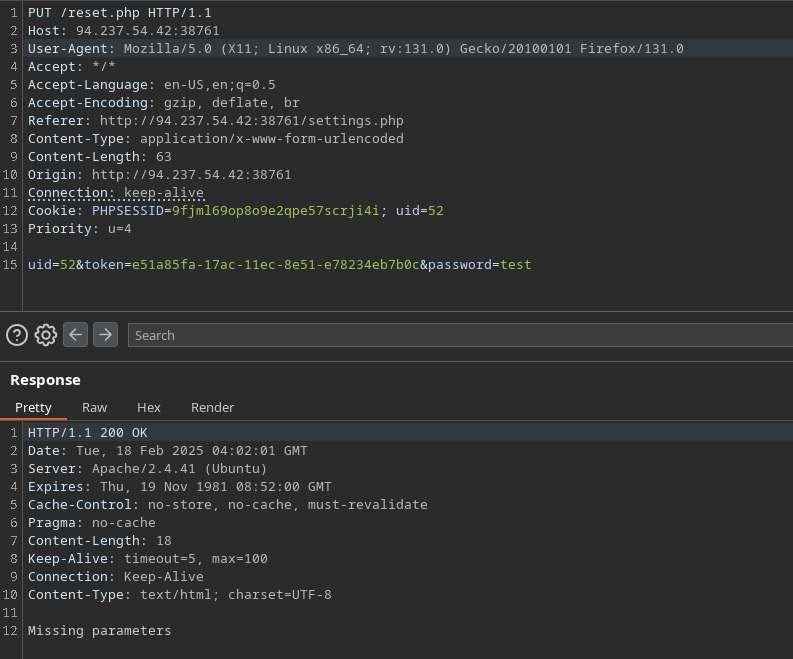 1 PUT /reset.php HTTP/1.1
2 Host: 94.237.54.42:38761
3 User-Agent: Mozilla/5.0 (X11; Linux x86_64; rv:131.0) Gecko/20100101 Firefox/131.0
4 Accept: */*
5 Accept-Language: en-US,en;q=0.5
6 Accept-Encoding: gzip, deflate, br
7 Referer: http://94.237.54.42:38761/settings.php
8 Content-Type: application/x-www-form-urlencoded
9 Content-Length: 63
10 Origin: http://94.237.54.42:38761
11 Connection: keep-alive
12 Cookie: PHPSESSID=9fjml69op8o9e2qpe57scrji4i; uid=52
13 Priority: u=4
14
15 uid=52&token=e51a85fa-17ac-11ec-8e51-e78234eb7b0c&password=test
Search
Response
Pretty Raw Hex Render
1 HTTP/1.1 200 OK
2 Date: Tue, 18 Feb 2025 04:02:01 GMT
3 Server: Apache/2.4.41 (Ubuntu)
4 Expires: Thu, 19 Nov 1981 08:52:00 GMT
5 Cache-Control: no-store, no-cache, must-revalidate
6 Pragma: no-cache
7 Content-Length: 18
8 Keep-Alive: timeout=5, max=100
9 Connection: Keep-Alive
10 Content-Type: text/html; charset=UTF-8
11
12 Missing parameters